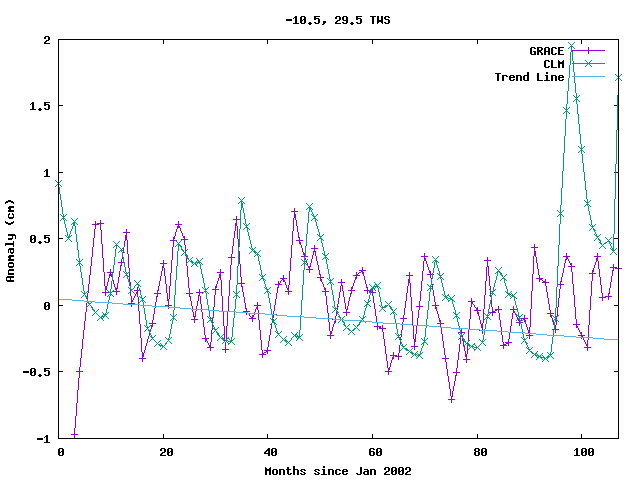 -10.5, 29.5 TWS
GRACE
CLM
Trend Line
2
1.5
1
0.5
0
-0.5
-1
Anomaly (cm)
0 20 40 60 80 100
Months since Jan 2002